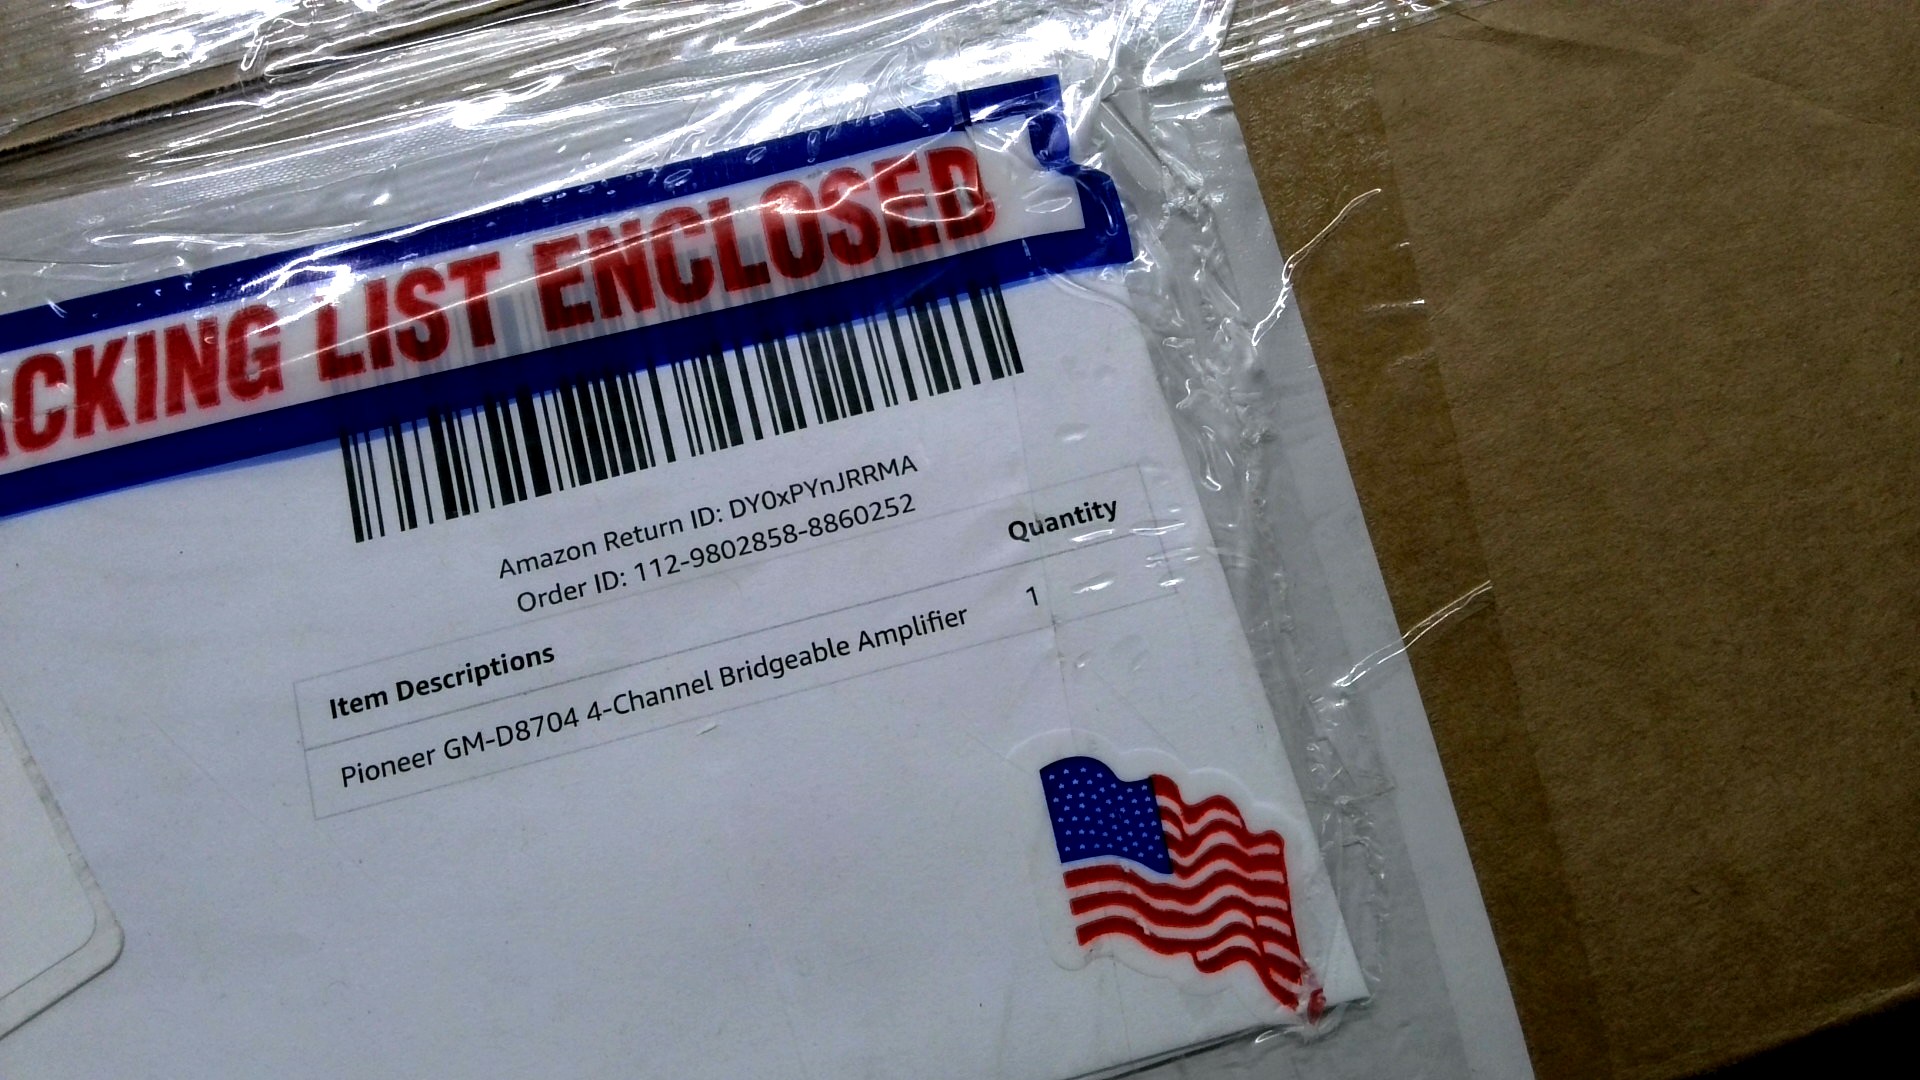 ACKING LIST ENCLOSED
Amazon Return ID: DY0xPYnJRRMA
Order ID: 112-9802858-8860252
Item Descriptions Quantity
Pioneer GM-D8704 4-Channel Bridgeable Amplifier 1